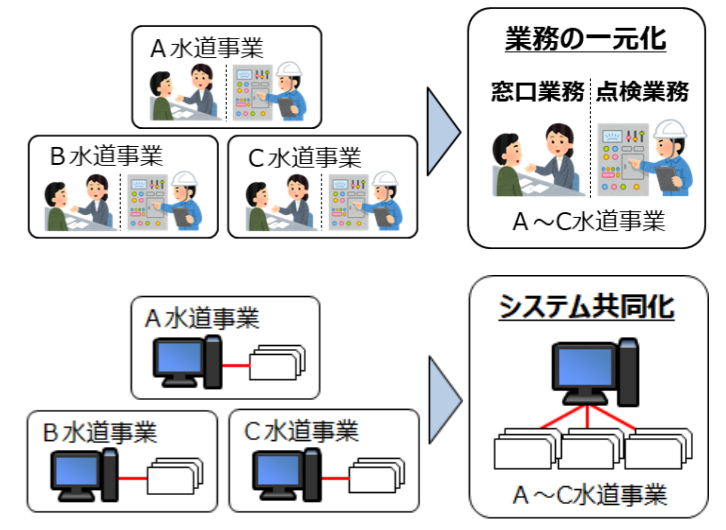 A水道事業
B水道事業
C水道事業
業務の一元化
窓口業務
点検業務
A～C水道事業
A水道事業
B水道事業
C水道事業
システム共同化
A～C水道事業